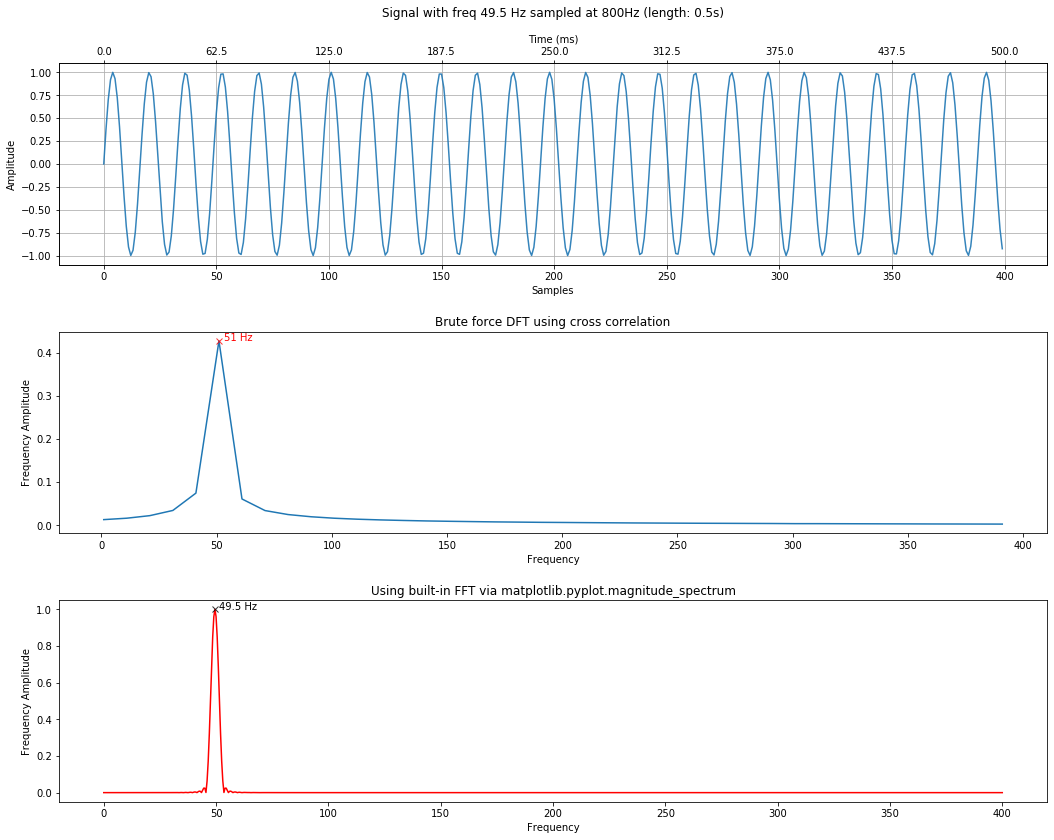 Signal with freq 49.5 Hz sampled at 800Hz (length: 0.5s)
Time (ms)
0.0 62.5 125.0 187.5 250.0 312.5 375.0 437.5 500.0
1.00
0.75
0.50
0.25
0.00
−0.25
−0.50
−0.75
−1.00
Amplitude
0 50 100 150 200 250 300 350 400
Samples
Brute force DFT using cross correlation
51 Hz
0.4
0.3
0.2
0.1
0.0
Frequency Amplitude
0 50 100 150 200 250 300 350 400
Frequency
Using built-in FFT via matplotlib.pyplot.magnitude_spectrum
49.5 Hz
1.0
0.8
0.6
0.4
0.2
0.0
Frequency Amplitude
0 50 100 150 200 250 300 350 400
Frequency